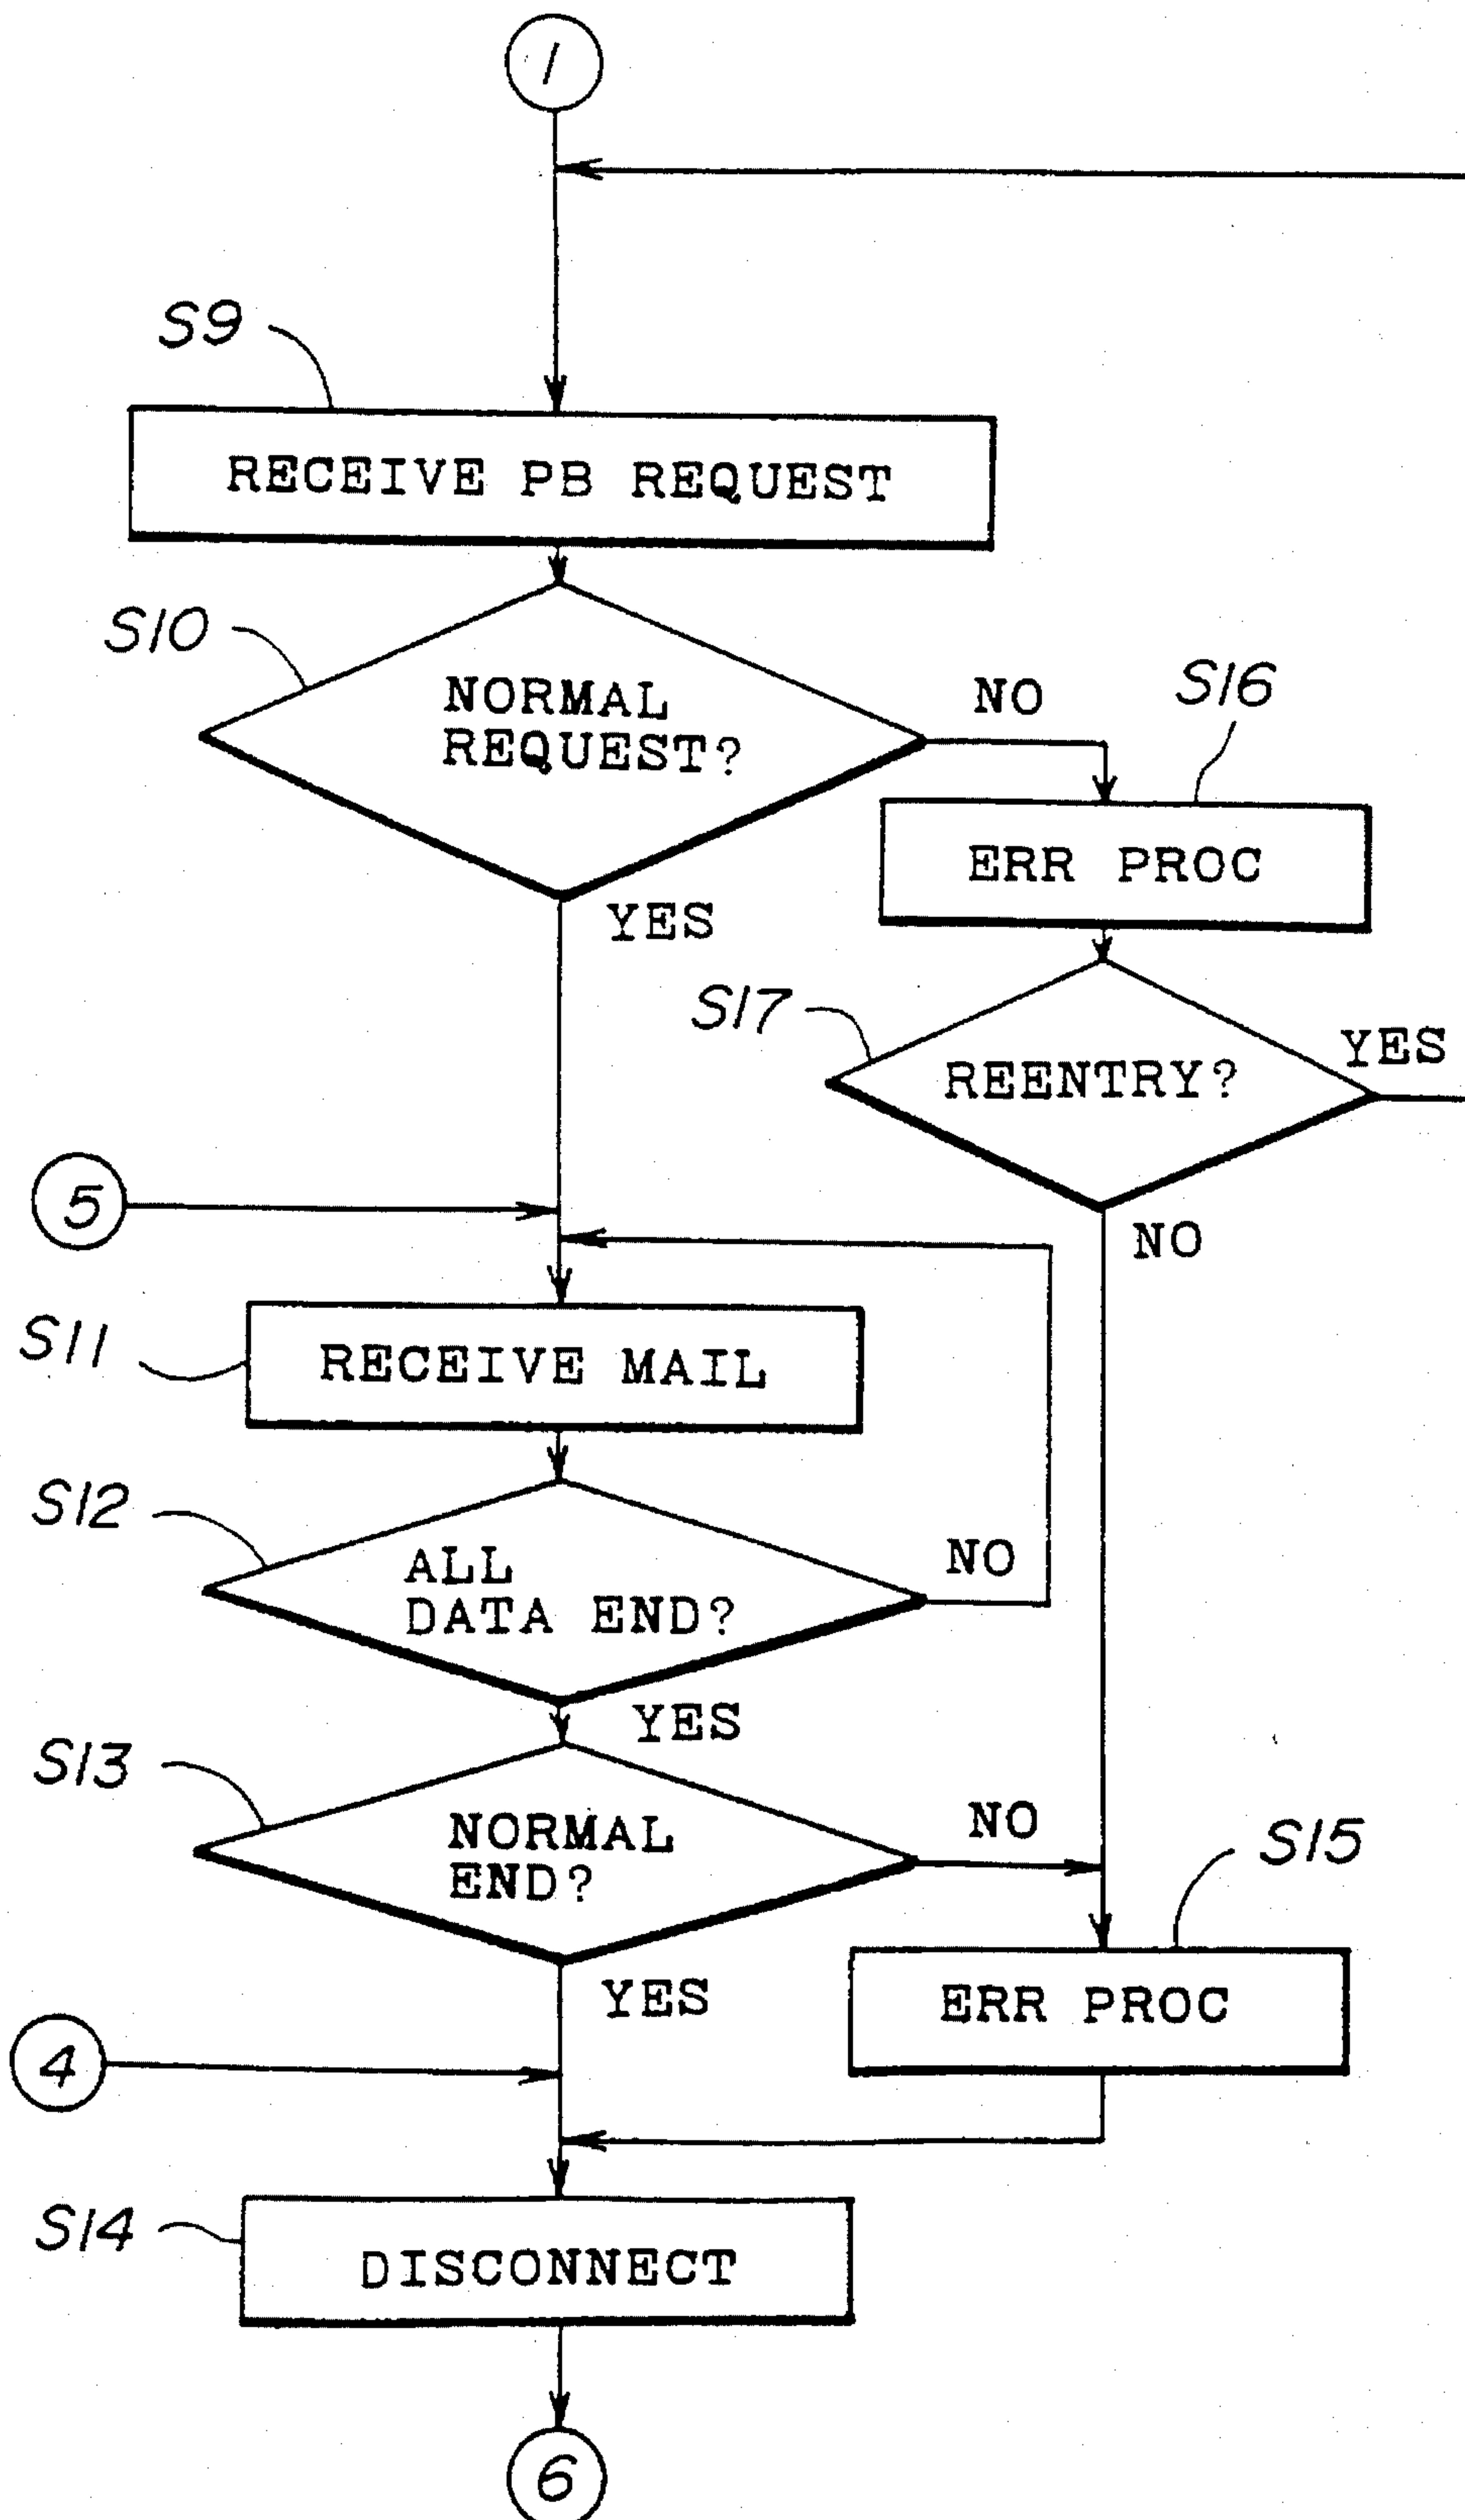 1
S9
RECEIVE PB REQUEST
S10
NORMAL
REQUEST?
NO
S16
ERR PROC
YES
S17
REENTRY?
YES
5
NO
S11
RECEIVE MAIL
S12
ALL
DATA END?
NO
YES
S13
NORMAL
END?
NO
S15
YES
ERR PROC
4
S14
DISCONNECT
6